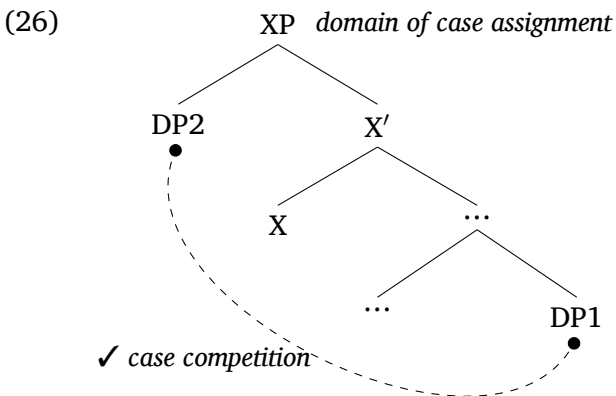 (26) XP domain of case assignment
DP2 X′
X ...
... DP1
✓ case competition